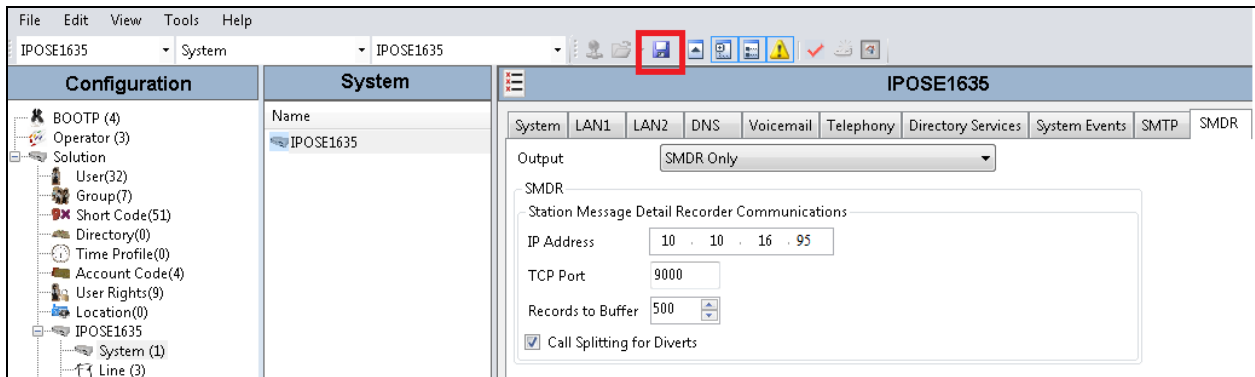 File Edit View Tools Help
IPOSE1635 System IPOSE1635
Configuration
BOOTP (4)
Operator (3)
Solution
User(32)
Group(7)
Short Code(51)
Directory(0)
Time Profile(0)
Account Code(4)
User Rights(9)
Location(0)
IPOSE1635
System (1)
Line (3)
System
Name
IPOSE1635
IPOSE1635
System LAN1 LAN2 DNS Voicemail Telephony Directory Services System Events SMTP SMDR
Output SMDR Only
SMDR
Station Message Detail Recorder Communications
IP Address 10 . 10 . 16 . 95
TCP Port 9000
Records to Buffer 500
Call Splitting for Diverts